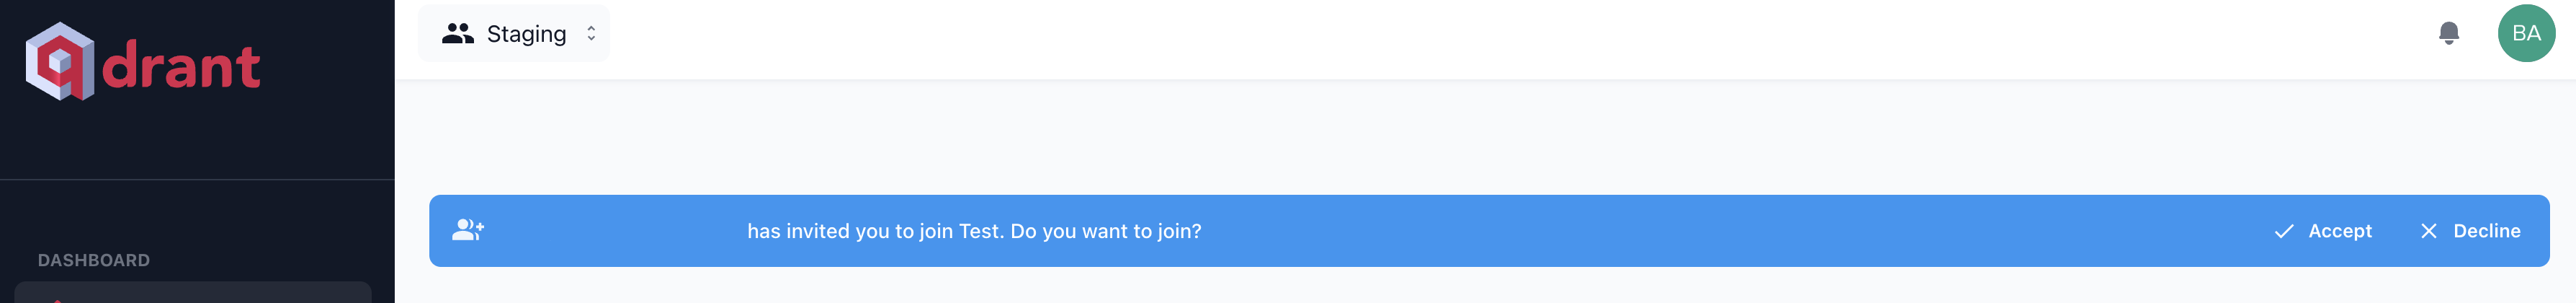 qdrant
Staging
BA
has invited you to join Test. Do you want to join?
Accept
Decline
DASHBOARD